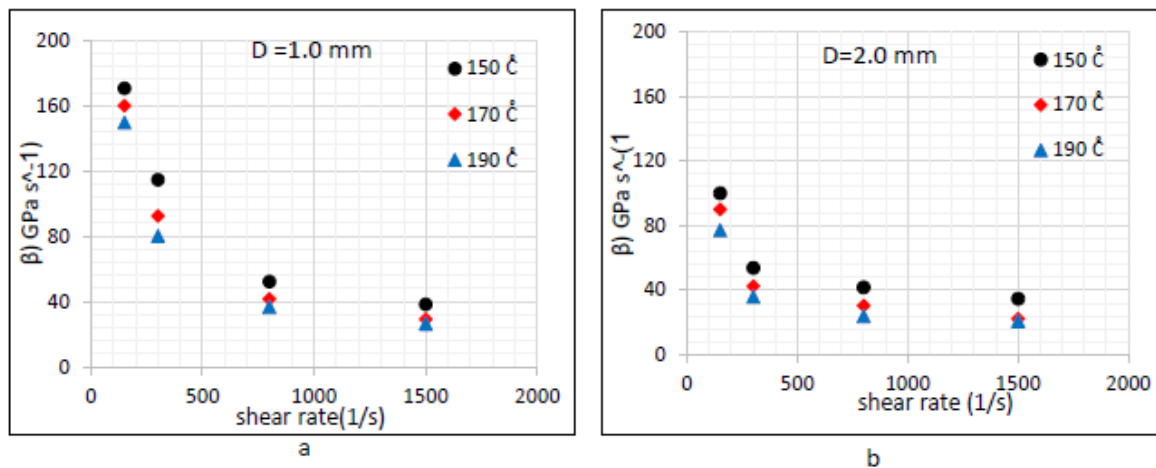 D =1.0 mm
150 C̊
170 C̊
190 C̊
β) GPa s^-1)
200
160
120
80
40
0
0 500 1000 1500 2000
shear rate(1/s)
a
D=2.0 mm
150 C̊
170 C̊
190 C̊
β) GPa s^-(1
200
160
120
80
40
0
0 500 1000 1500 2000
shear rate (1/s)
b